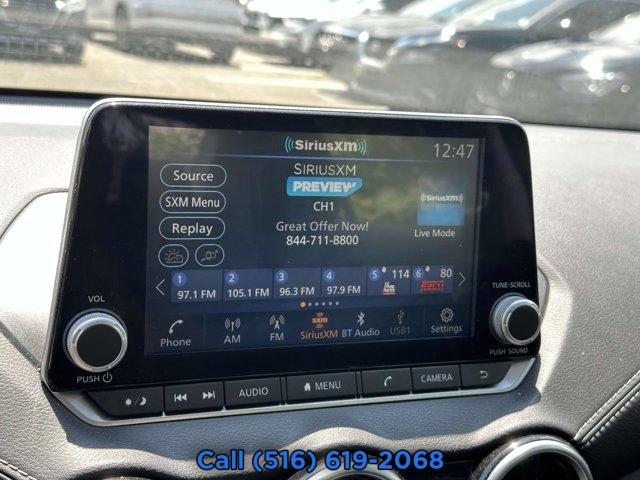 SiriusXM
12:47
SIRIUSXM
PREVIEW
CH1
Great Offer Now!
844-711-8800
Source
SXM Menu
Replay
SiriusXM
Live Mode
1 97.1 FM
2 105.1 FM
3 96.3 FM
4 97.9 FM
5 114
6 80
Phone
AM
FM
sxm
SiriusXM
BT Audio
USB1
Settings
VOL
PUSH
TUNE·SCROLL
PUSH SOUND
AUDIO
MENU
CAMERA
Call (516) 619-2068